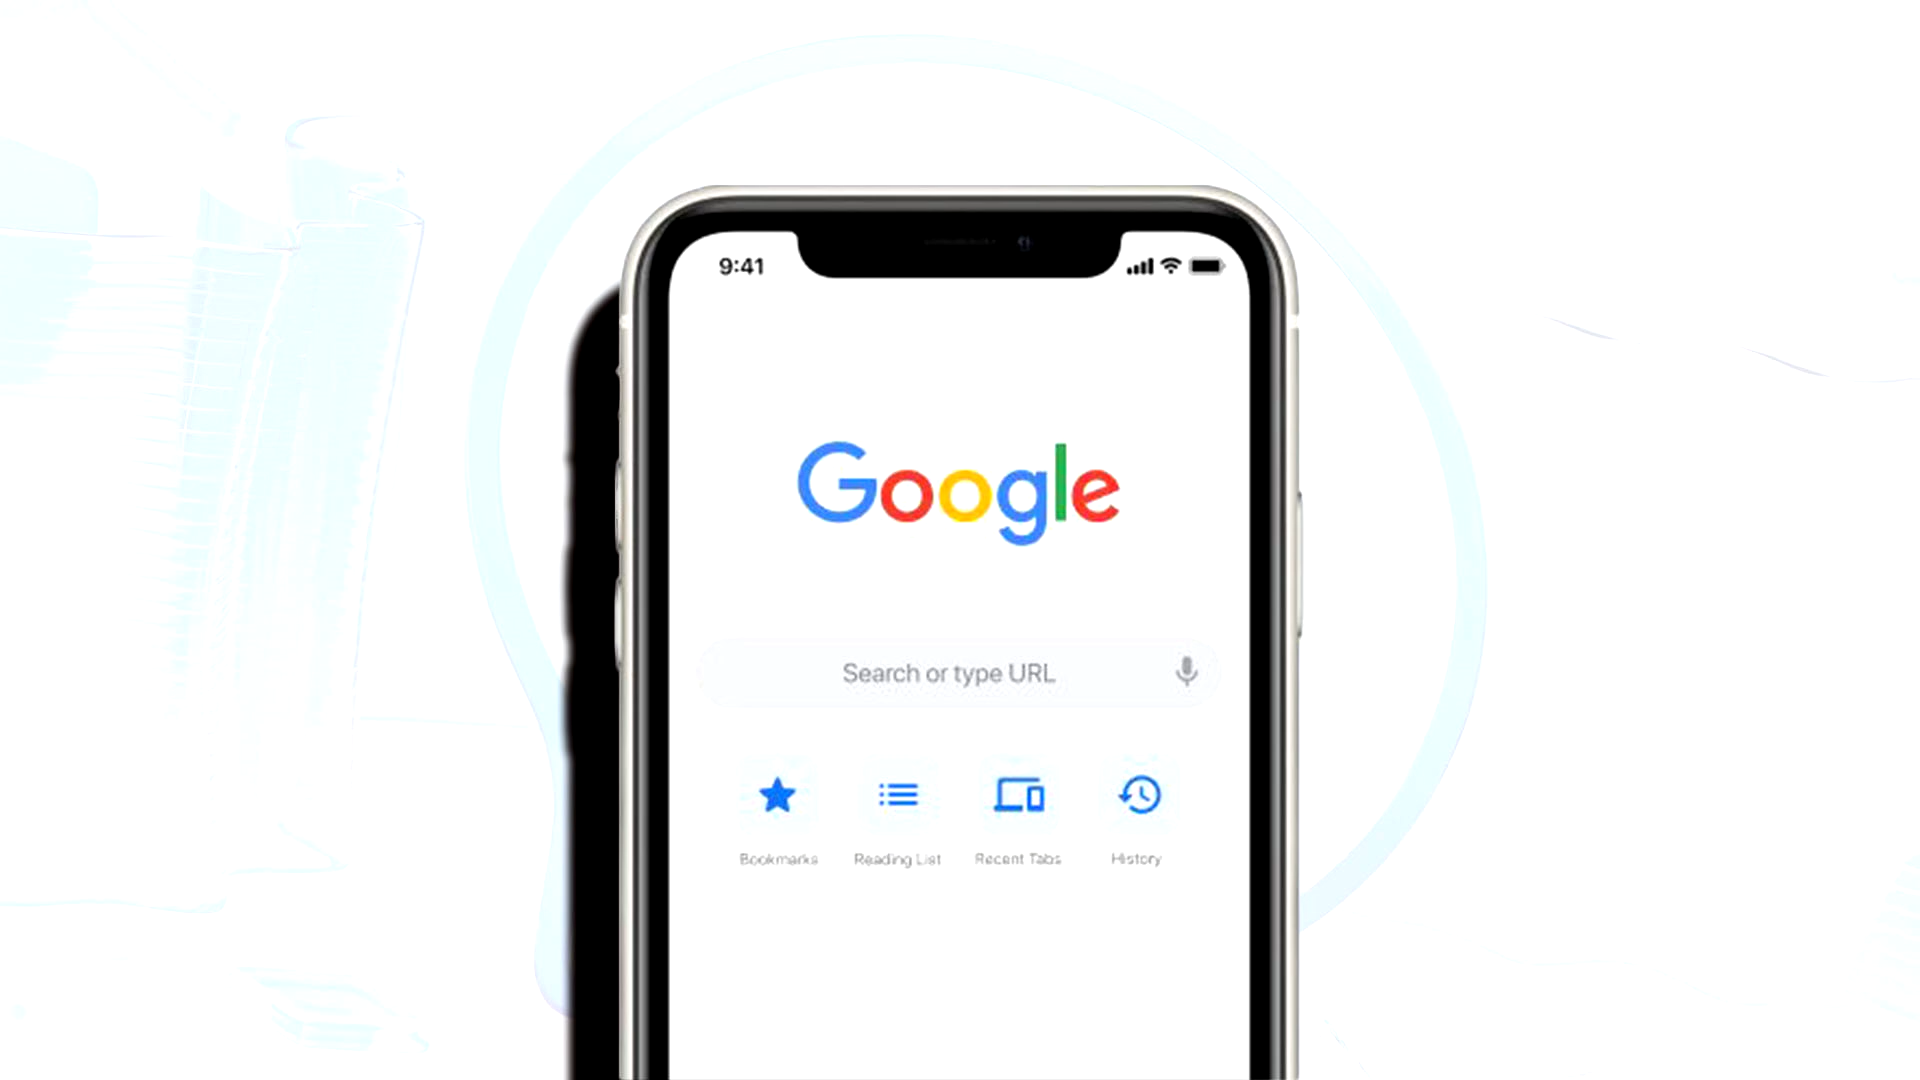 9:41
Google
Search or type URL
Bookmarks
Reading List
Recent Tabs
History